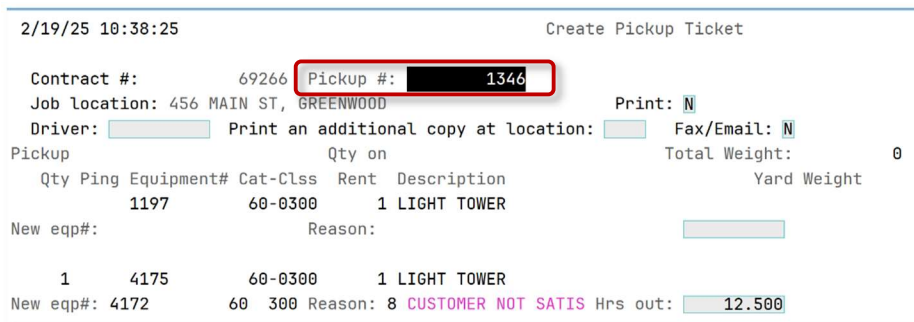 2/19/25 10:38:25 Create Pickup Ticket
Contract #: 69266 Pickup #: 1346
Job location: 456 MAIN ST, GREENWOOD Print: N
Driver: Print an additional copy at location: Fax/Email: N
Pickup Qty on Total Weight: 0
Qty Ping Equipment# Cat-Clss Rent Description Yard Weight
1197 60-0300 1 LIGHT TOWER
New eqp#: Reason:
1 4175 60-0300 1 LIGHT TOWER
New eqp#: 4172 60 300 Reason: 8 CUSTOMER NOT SATIS Hrs out: 12.500